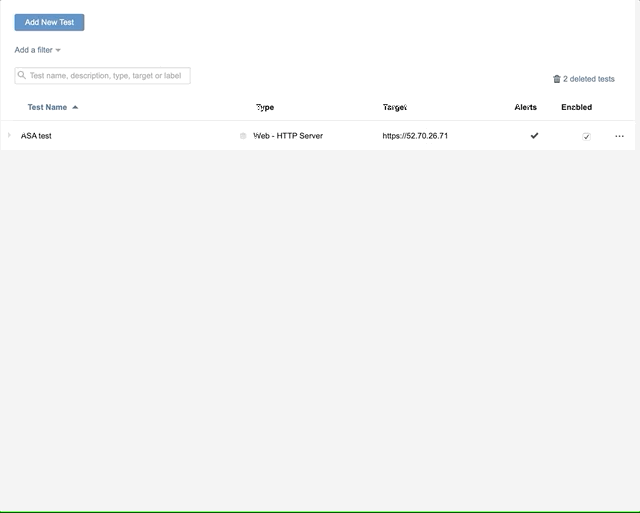 Add New Test
Add a filter
Test name, description, type, target or label
2 deleted tests
Test Name Type Target Alerts Enabled
ASA test Web - HTTP Server https://52.70.26.71